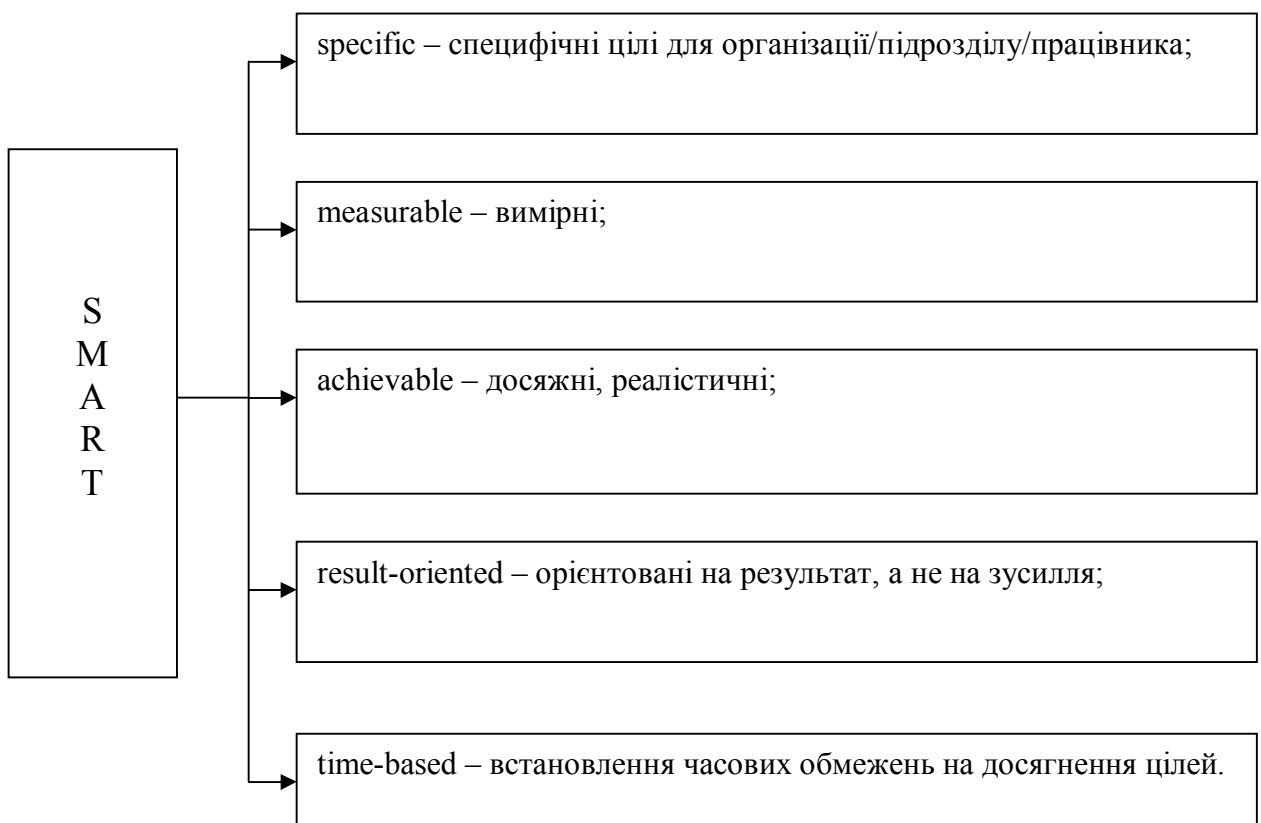 specific – специфічні цілі для організації/підрозділу/працівника;
measurable – вимірні;
S
M
A
R
T
achievable – досяжні, реалістичні;
result-oriented – орієнтовані на результат, а не на зусилля;
time-based – встановлення часових обмежень на досягнення цілей.